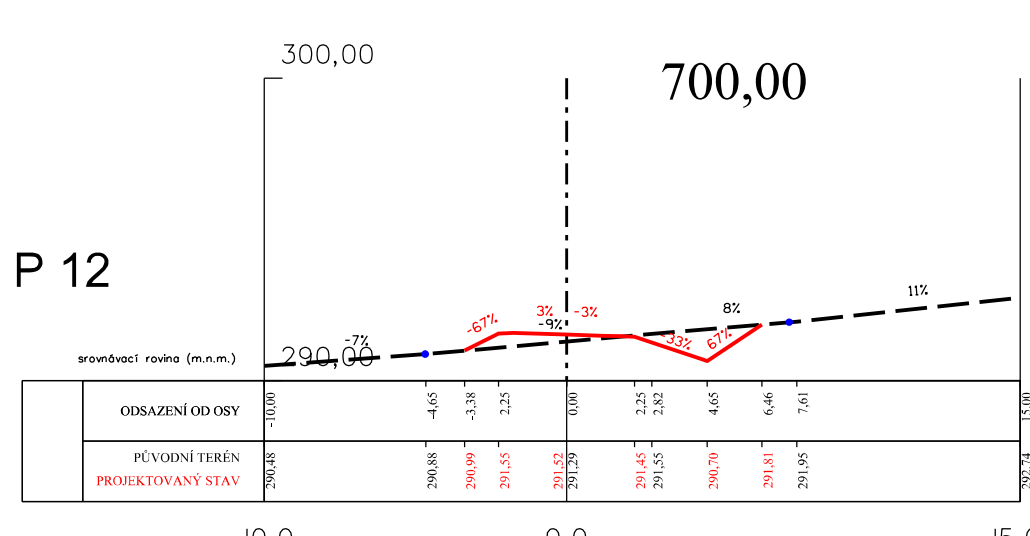 300,00
700,00
P 12
11%
8%
3% -3%
-67%
-9%
-7%
-33%
67%
srovnávací rovina (m.n.m.) 290,00
ODSAZENÍ OD OSY -10,00 -4,65 -3,38 2,25 0,00 2,25 2,82 4,65 6,46 7,61 15,00
PŮVODNÍ TERÉN
PROJEKTOVANÝ STAV
290,48 290,88 290,99 291,55 291,52 291,29 291,45 291,55 290,70 291,81 291,95 292,74